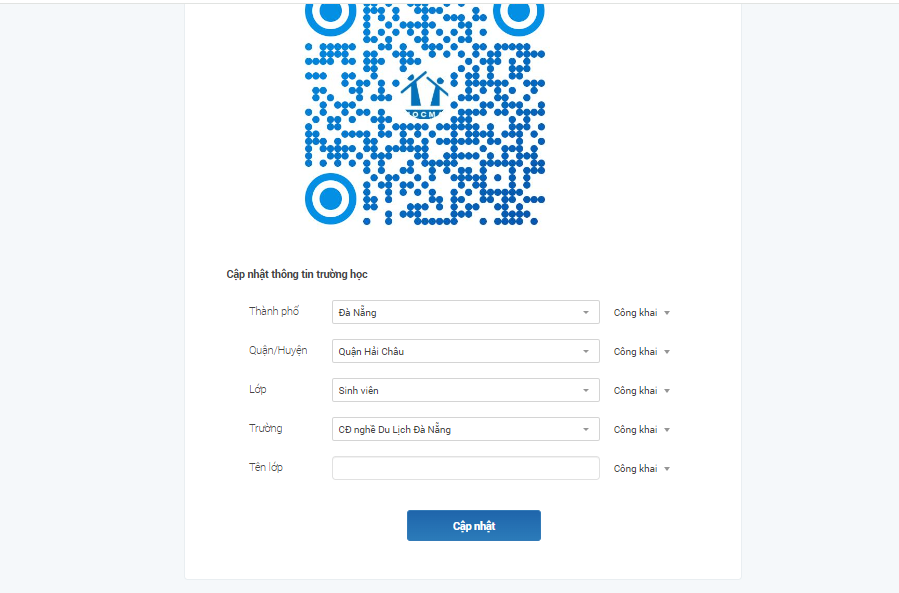 OCM
Cập nhật thông tin trường học
Thành phố Đà Nẵng Công khai
Quận/Huyện Quận Hải Châu Công khai
Lớp Sinh viên Công khai
Trường CĐ nghề Du Lịch Đà Nẵng Công khai
Tên lớp Công khai
Cập nhật